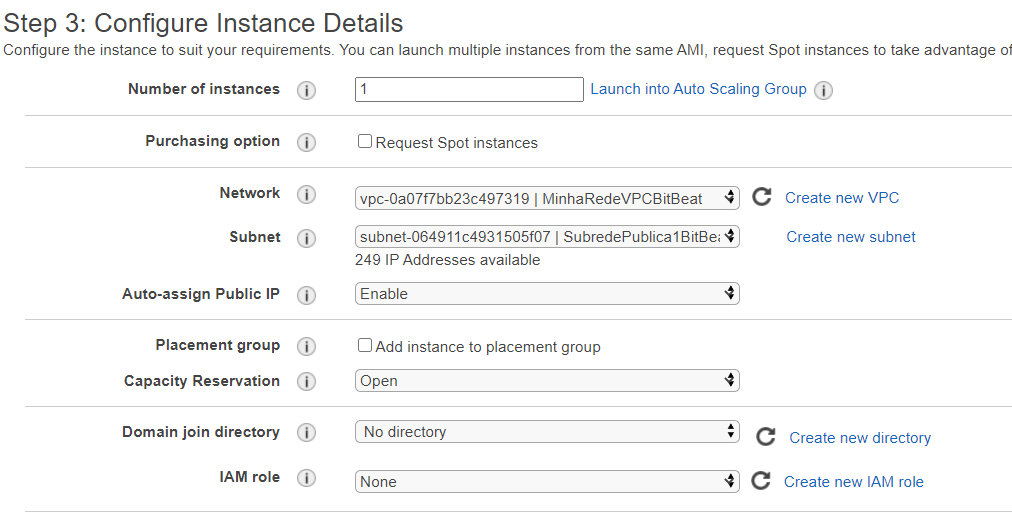 Step 3: Configure Instance Details
Configure the instance to suit your requirements. You can launch multiple instances from the same AMI, request Spot instances to take advantage of
Number of instances 1 Launch into Auto Scaling Group
Purchasing option Request Spot instances
Network vpc-0a07f7bb23c497319 | MinhaRedeVPCBitBeat Create new VPC
Subnet subnet-064911c4931505f07 | SubredePublica1BitBea Create new subnet
249 IP Addresses available
Auto-assign Public IP Enable
Placement group Add instance to placement group
Capacity Reservation Open
Domain join directory No directory Create new directory
IAM role None Create new IAM role